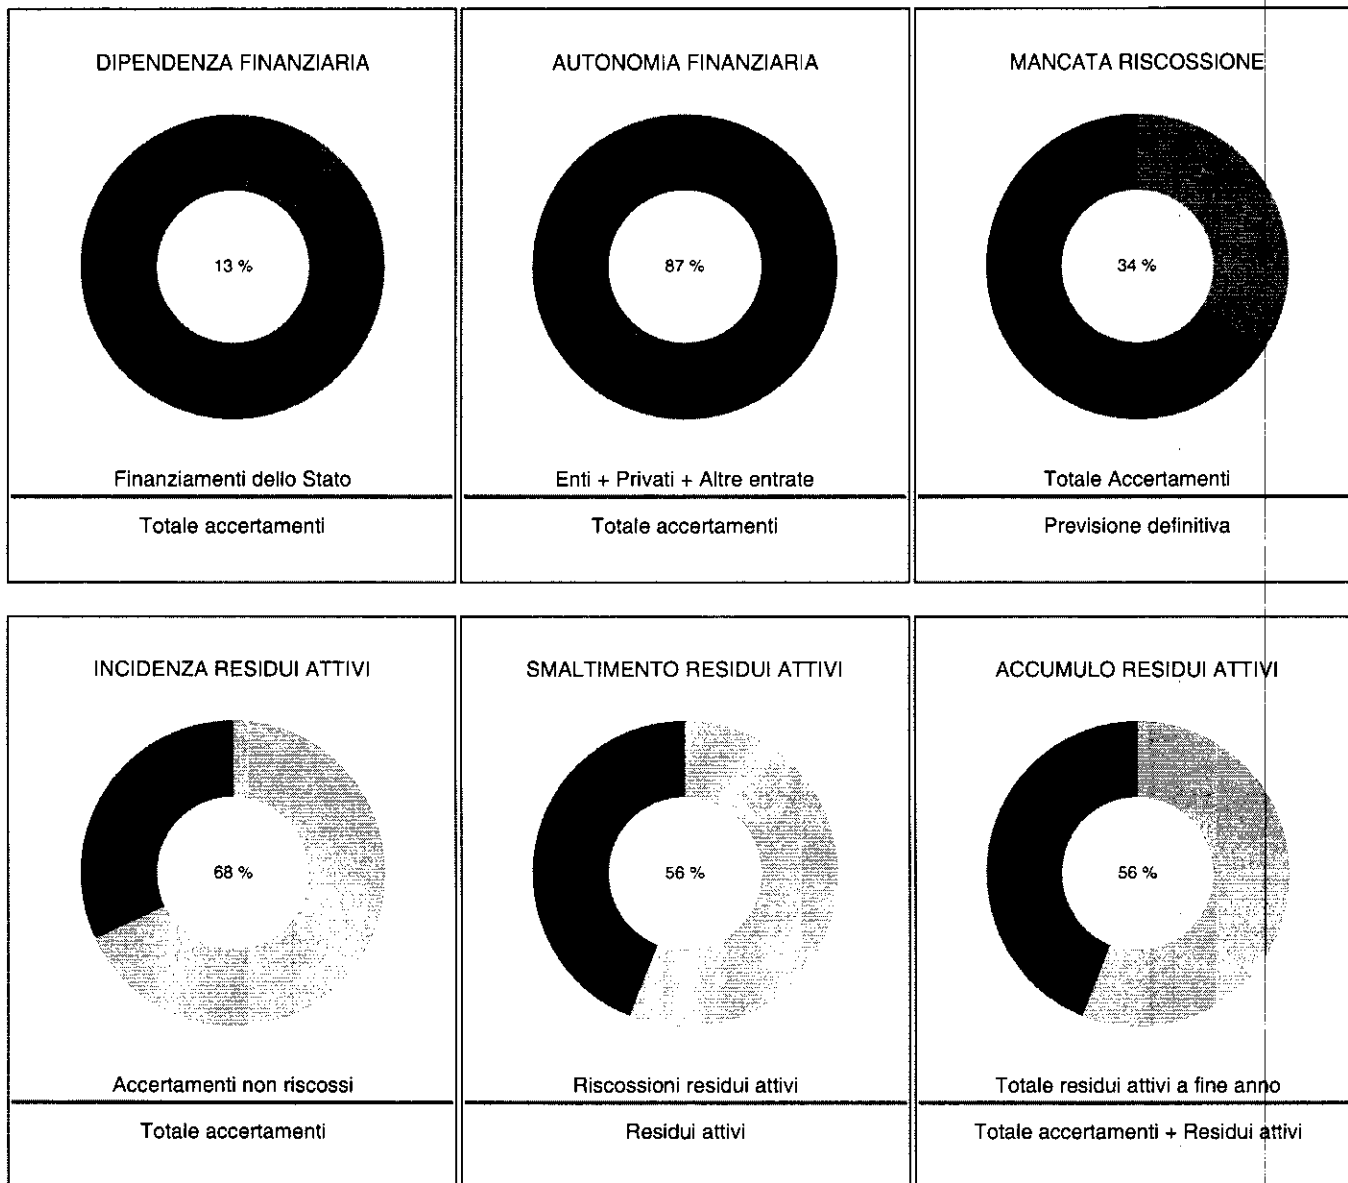 DIPENDENZA FINANZIARIA
13 %
Finanziamenti dello Stato
Totale accertamenti
AUTONOMIA FINANZIARIA
87 %
Enti + Privati + Altre entrate
Totale accertamenti
MANCATA RISCOSSIONE
34 %
Totale Accertamenti
Previsione definitiva
INCIDENZA RESIDUI ATTIVI
68 %
Accertamenti non riscossi
Totale accertamenti
SMALTIMENTO RESIDUI ATTIVI
56 %
Riscossioni residui attivi
Residui attivi
ACCUMULO RESIDUI ATTIVI
56 %
Totale residui attivi a fine anno
Totale accertamenti + Residui attivi